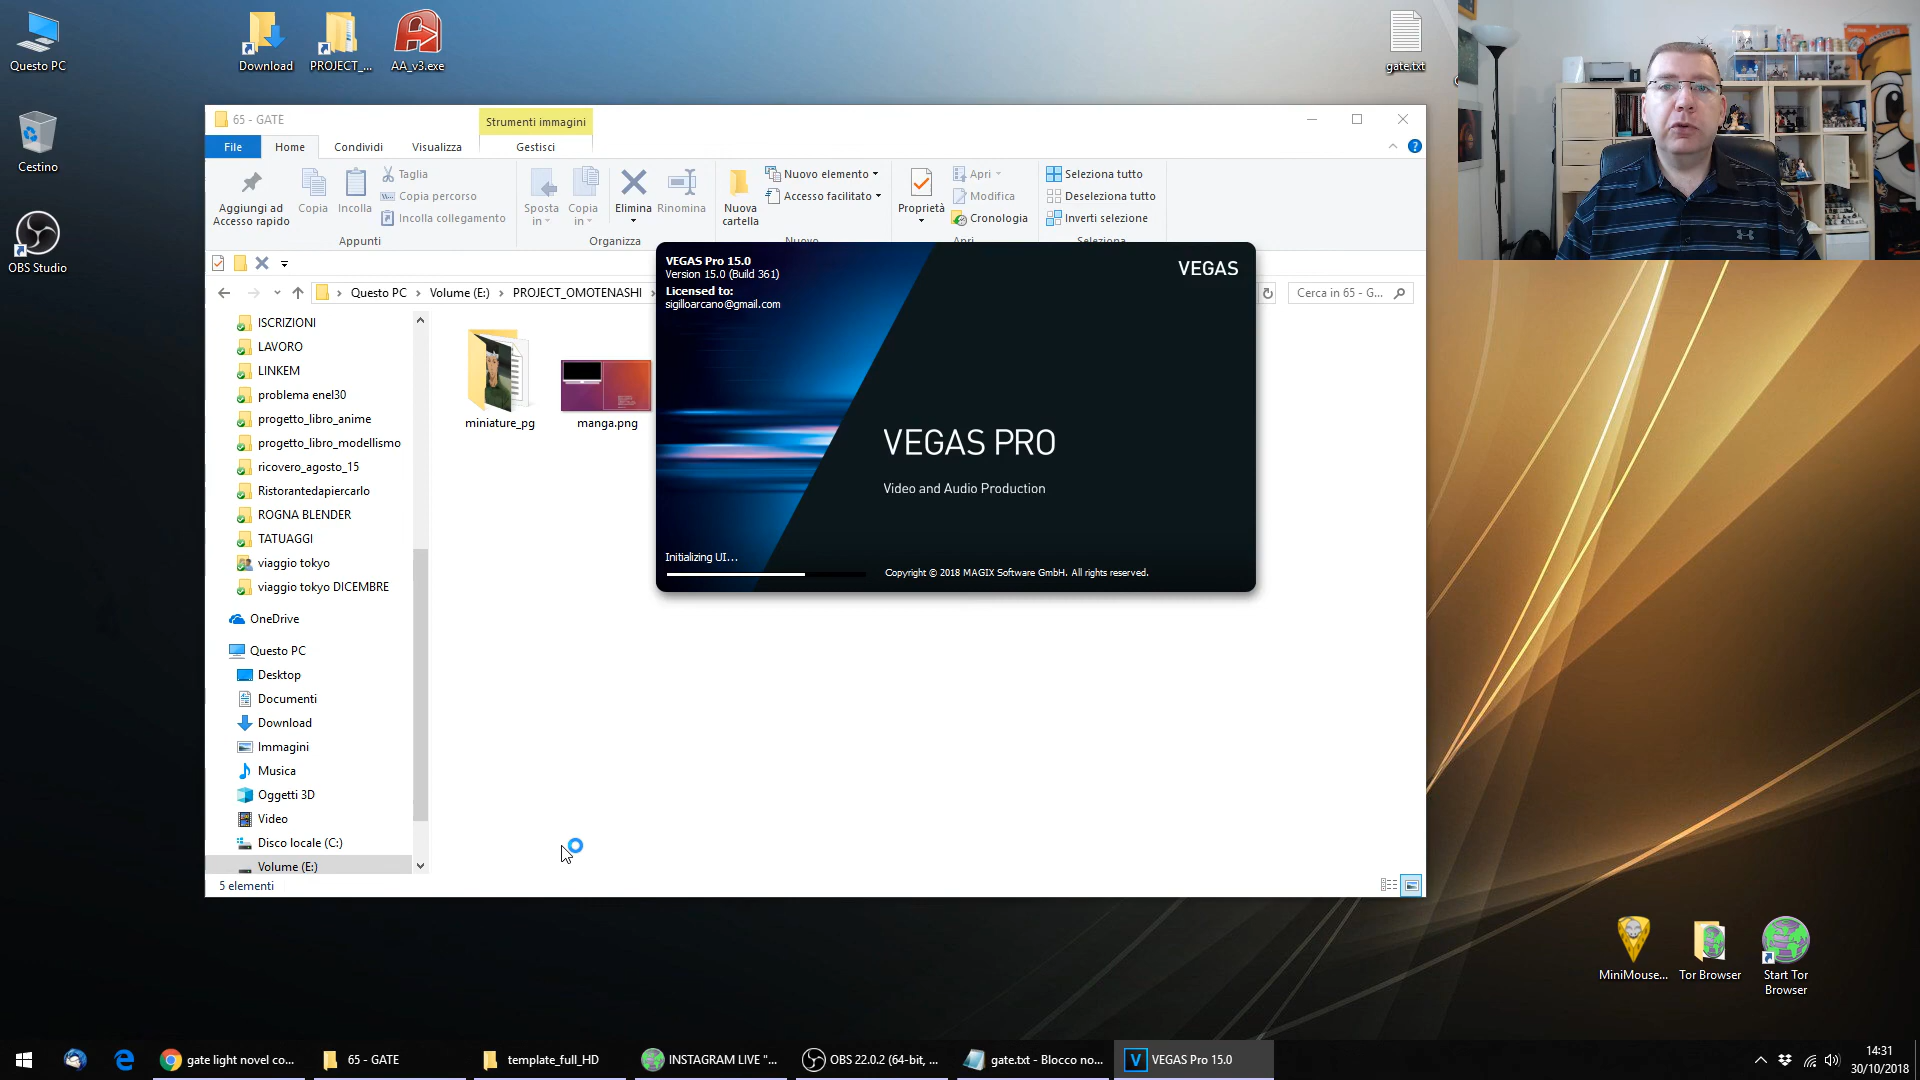 Questo PC
Download
PROJECT_...
AA_v3.exe
gate.txt
Cestino
OBS Studio
65 - GATE
Strumenti immagini
File
Home
Condividi
Visualizza
Gestisci
Aggiungi ad
Accesso rapido
Copia
Incolla
Taglia
Copia percorso
Incolla collegamento
Appunti
Sposta
in
Copia
in
Elimina
Rinomina
Organizza
Nuova
cartella
Nuovo elemento
Accesso facilitato
Nuovo
Proprietà
Apri
Modifica
Cronologia
Apri
Seleziona tutto
Deseleziona tutto
Inverti selezione
Seleziona
Questo PC
Volume (E:)
PROJECT_OMOTENASHI
Cerca in 65 - G...
ISCRIZIONI
LAVORO
LINKEM
problema enel30
progetto_libro_anime
progetto_libro_modellismo
ricovero_agosto_15
Ristorantedapiercarlo
ROGNA BLENDER
TATUAGGI
viaggio tokyo
viaggio tokyo DICEMBRE
OneDrive
Questo PC
Desktop
Documenti
Download
Immagini
Musica
Oggetti 3D
Video
Disco locale (C:)
Volume (E:)
5 elementi
miniature_pg
manga.png
VEGAS Pro 15.0
Version 15.0 (Build 361)
Licensed to:
sigilloarcano@gmail.com
VEGAS
VEGAS PRO
Video and Audio Production
Initializing UI...
Copyright © 2018 MAGIX Software GmbH. All rights reserved.
MiniMouse...
Tor Browser
Start Tor
Browser
gate light novel co...
65 - GATE
template_full_HD
INSTAGRAM LIVE "...
OBS 22.0.2 (64-bit, ...
gate.txt - Blocco no...
VEGAS Pro 15.0
14:31
30/10/2018